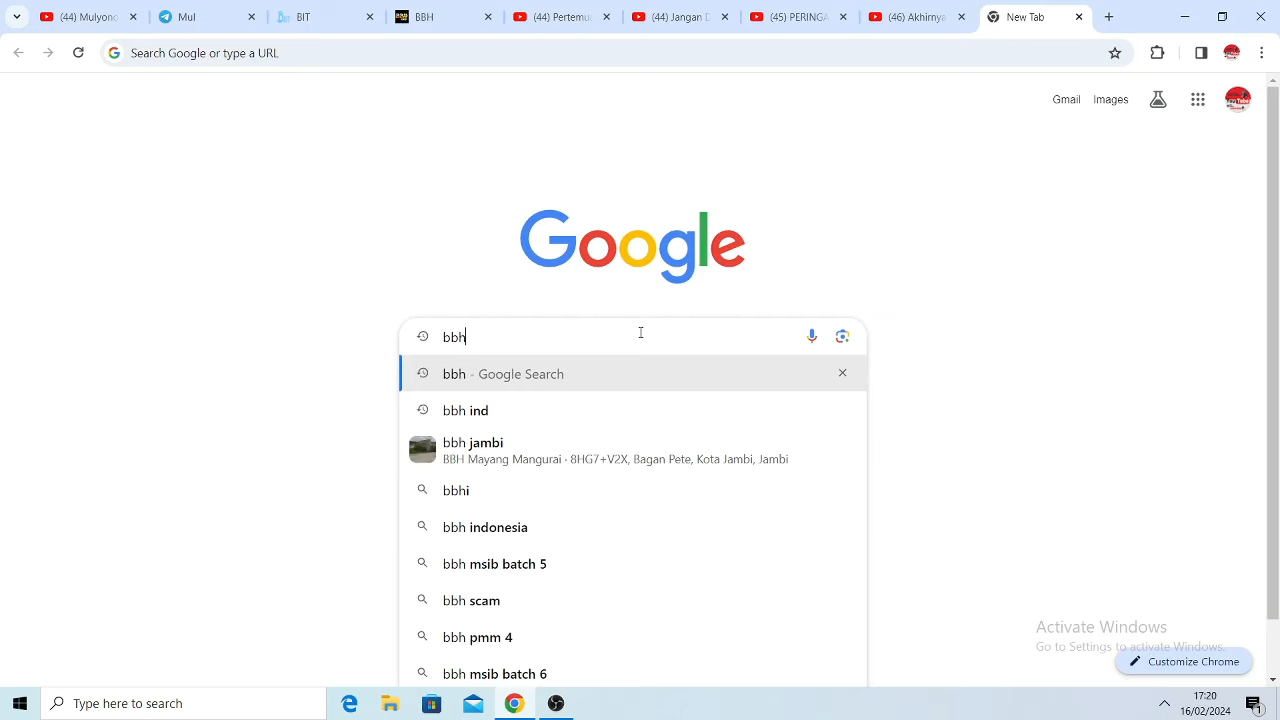 (44) Mulyon
Mul
BIT
BBH
(44) Pertemu
(44) Jangan D
(45) PERINGA
(46) Akhirnya
New Tab
Search Google or type a URL
Gmail
Images
Google
bbh
bbh - Google Search
bbh ind
bbh jambi
BBH Mayang Mangurai · 8HG7+V2X, Bagan Pete, Kota Jambi, Jambi
bbhi
bbh indonesia
bbh msib batch 5
bbh scam
bbh pmm 4
bbh msib batch 6
Activate Windows
Go to Settings to activate Windows.
Customize Chrome
Type here to search
17:20
16/02/2024